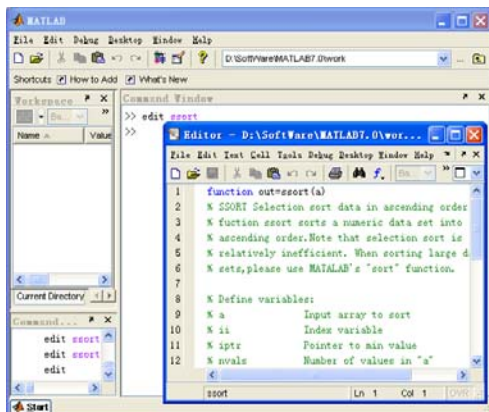 MATLAB
File Edit Debug Desktop Window Help
D:\SoftWare\MATLAB7.0\work
Shortcuts How to Add What's New
Workspace
Ba...
Name Value
Current Directory
Command...
edit ssort
edit ssort
edit
Start
Command Window
>> edit ssort
>>
Editor - D:\SoftWare\MATLAB7.0\wor...
File Edit Text Cell Tools Debug Desktop Window Help
Ba...
1 function out=ssort(a)
2 % SSORT Selection sort data in ascending order
3 % fuction ssort sorts a numeric data set into
4 % ascending order.Note that selection sort is
5 % relatively inefficient. When sorting large d
6 % sets,please use MATALAB's "sort" function.
7
8 % Define variables:
9 % a Input array to sort
10 % ii Index variable
11 % iptr Pointer to min value
12 % nvals Number of values in "a"
ssort Ln 1 Col 1 OVR